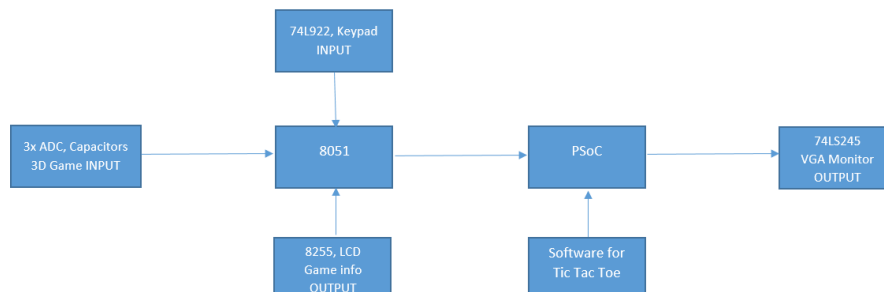 74L922, Keypad
INPUT
3x ADC, Capacitors
3D Game INPUT
8051
PSoC
74LS245
VGA Monitor
OUTPUT
8255, LCD
Game info
OUTPUT
Software for
Tic Tac Toe